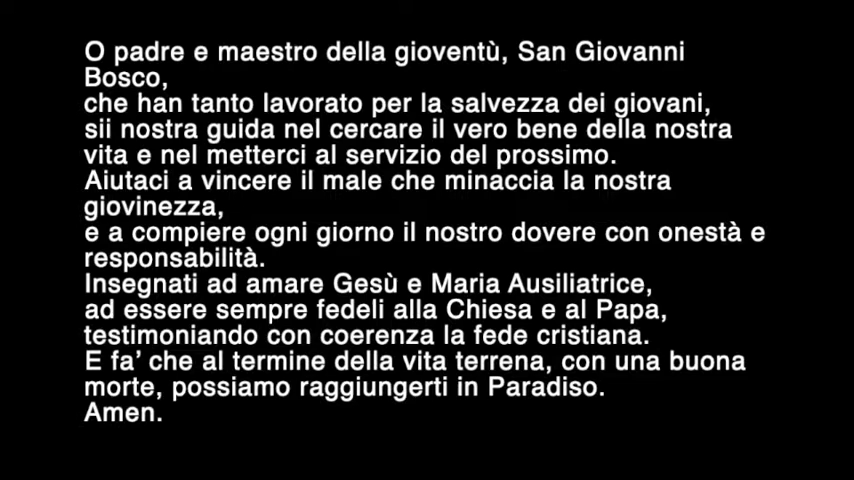 O padre e maestro della gioventù, San Giovanni
Bosco,
che han tanto lavorato per la salvezza dei giovani,
sii nostra guida nel cercare il vero bene della nostra
vita e nel metterci al servizio del prossimo.
Aiutaci a vincere il male che minaccia la nostra
giovinezza,
e a compiere ogni giorno il nostro dovere con onestà e
responsabilità.
Insegnati ad amare Gesù e Maria Ausiliatrice,
ad essere sempre fedeli alla Chiesa e al Papa,
testimoniando con coerenza la fede cristiana.
E fa’ che al termine della vita terrena, con una buona
morte, possiamo raggiungerti in Paradiso.
Amen.